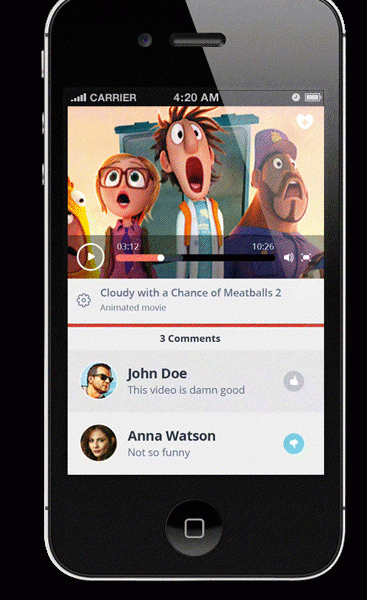 CARRIER 4:20 AM
03:12 10:26
Cloudy with a Chance of Meatballs 2
Animated movie
3 Comments
John Doe
This video is damn good
Anna Watson
Not so funny